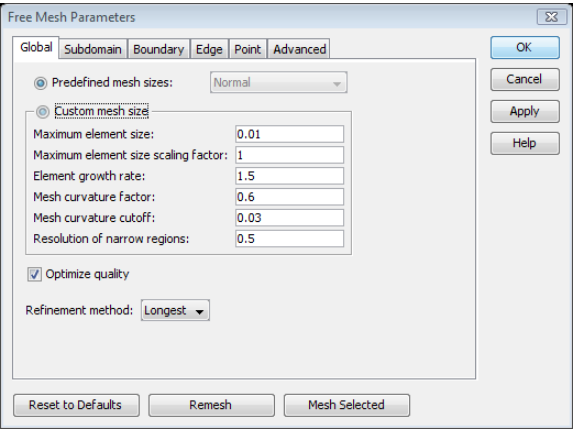 Free Mesh Parameters
Global Subdomain Boundary Edge Point Advanced
OK
Predefined mesh sizes: Normal
Cancel
Custom mesh size
Apply
Maximum element size: 0.01
Help
Maximum element size scaling factor: 1
Element growth rate: 1.5
Mesh curvature factor: 0.6
Mesh curvature cutoff: 0.03
Resolution of narrow regions: 0.5
Optimize quality
Refinement method: Longest
Reset to Defaults Remesh Mesh Selected